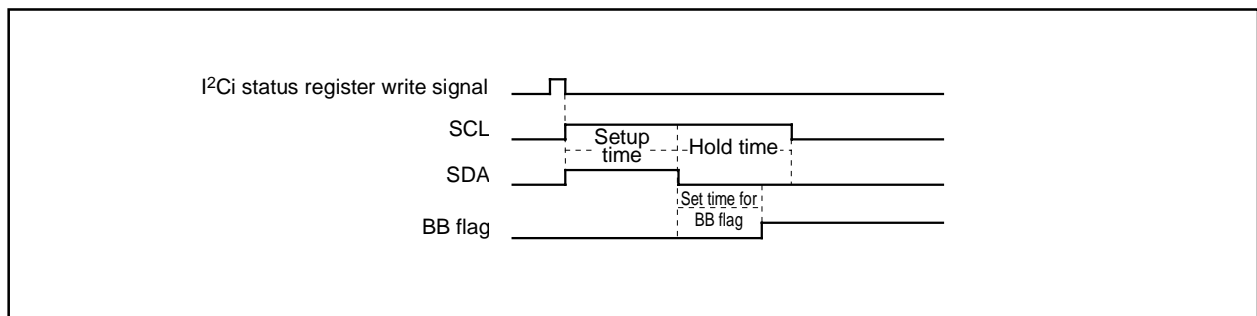 I²Ci status register write signal
SCL
Setup
time
Hold time
SDA
Set time for
BB flag
BB flag